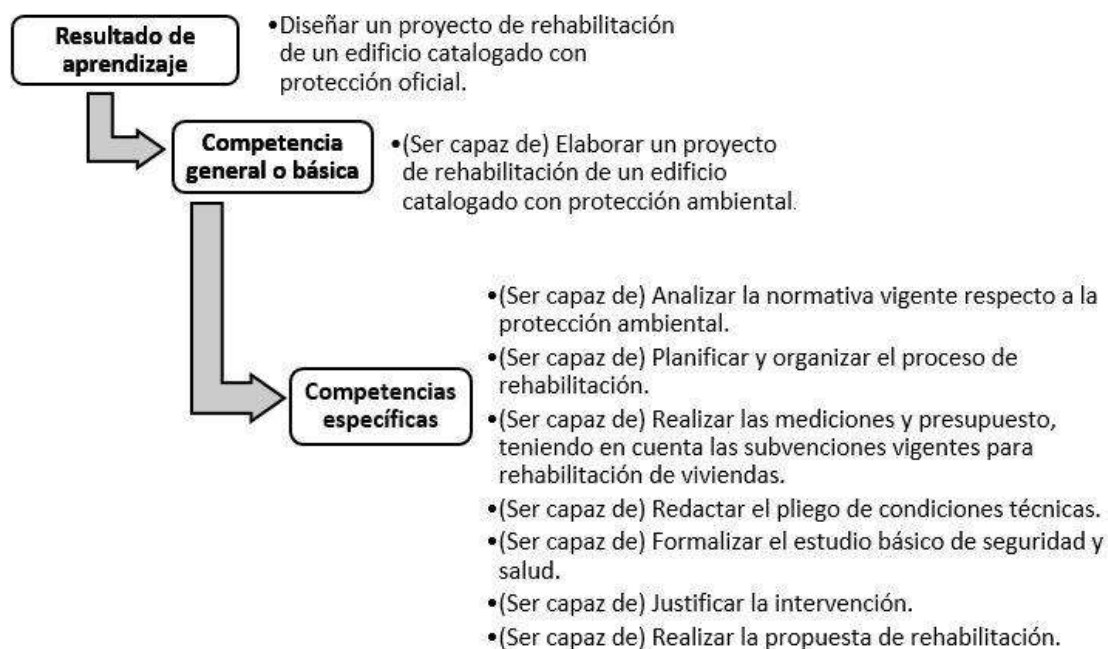 Resultado de
aprendizaje
•Diseñar un proyecto de rehabilitación
de un edificio catalogado con
protección oficial.
Competencia
general o básica
•(Ser capaz de) Elaborar un proyecto
de rehabilitación de un edificio
catalogado con protección ambiental.
Competencias
específicas
•(Ser capaz de) Analizar la normativa vigente respecto a la
protección ambiental.
•(Ser capaz de) Planificar y organizar el proceso de
rehabilitación.
•(Ser capaz de) Realizar las mediciones y presupuesto,
teniendo en cuenta las subvenciones vigentes para
rehabilitación de viviendas.
•(Ser capaz de) Redactar el pliego de condiciones técnicas.
•(Ser capaz de) Formalizar el estudio básico de seguridad y
salud.
•(Ser capaz de) Justificar la intervención.
•(Ser capaz de) Realizar la propuesta de rehabilitación.